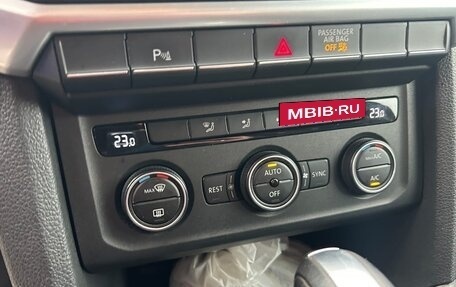 P
PASSENGER
AIR BAG
OFF
MBIB.RU
23.0
23.0
MAX
REST
AUTO
OFF
SYNC
MAX A/C
A/C